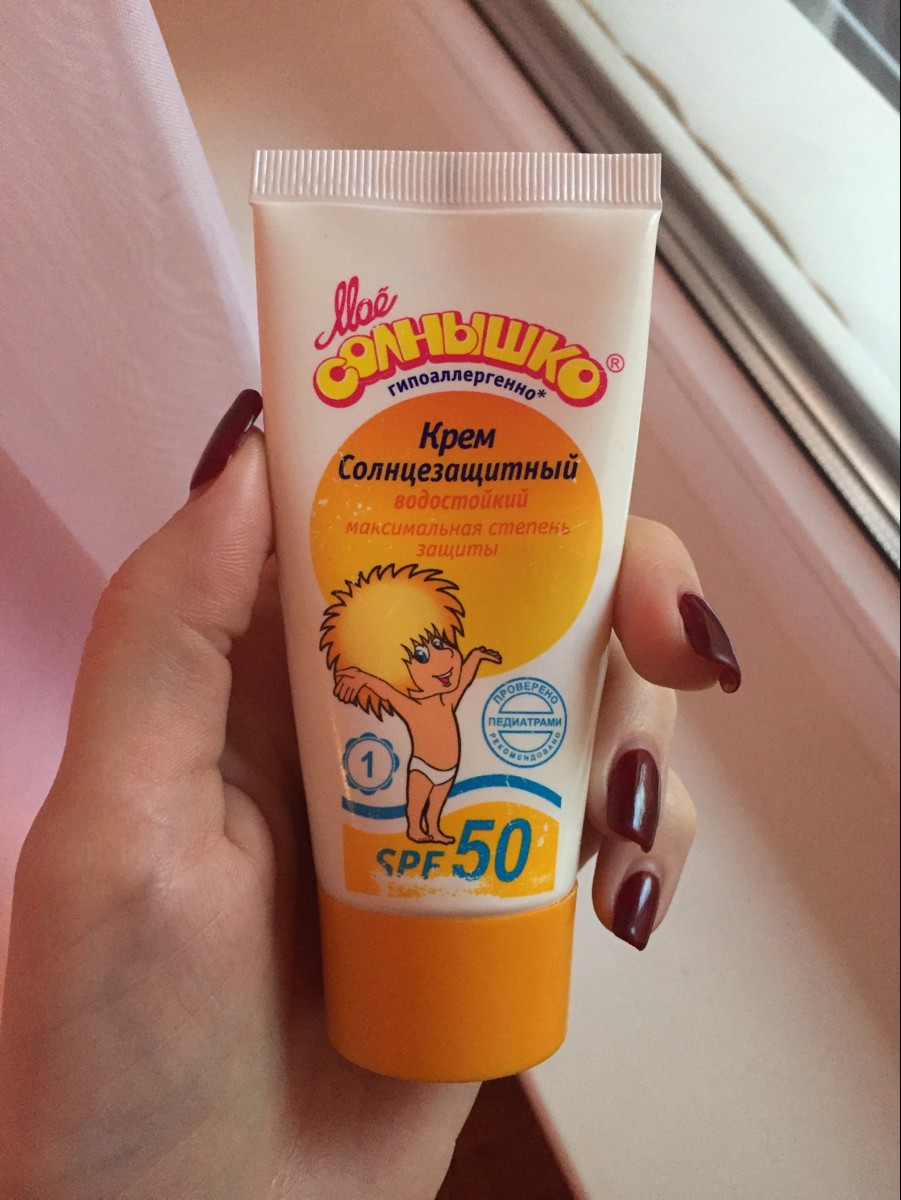 Моё
СОЛНЫШКО®
гипоаллергенно*
Крем
Солнцезащитный
водостойкий
максимальная степень
защиты
ПРОВЕРЕНО
ПЕДИАТРАМИ
РЕКОМЕНДОВАНО
1
SPF 50